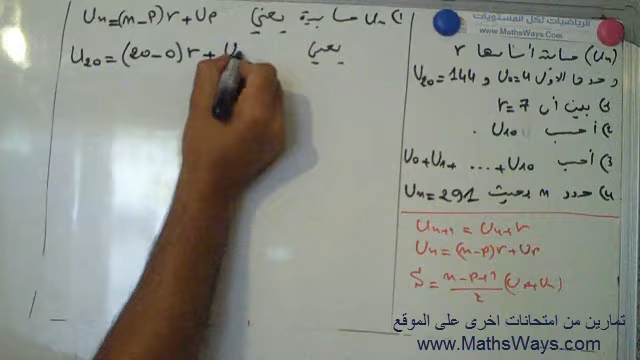 الرياضيات لكل المستويات
www.MathsWays.com
(Uₙ) حسابية أساسها r
و حدها الأول U₀=4 و U₂₀=144
1) بين أن r=7
2) أحسب U₁₀
3) أحسب U₀+U₁+ ... +U₁₀
4) حدد n بحيث Uₙ=291
Uₙ₊₁ = Uₙ+r
Uₙ=(n-p)r+Uₚ
S = n-p+1/2 (Uₚ+Uₙ)
1) Uₙ حسابية يعني Uₙ=(n-p)r+Uₚ
يعني U₂₀=(20-0)r+U
تمارين من امتحانات اخرى على الموقع
www.MathsWays.com